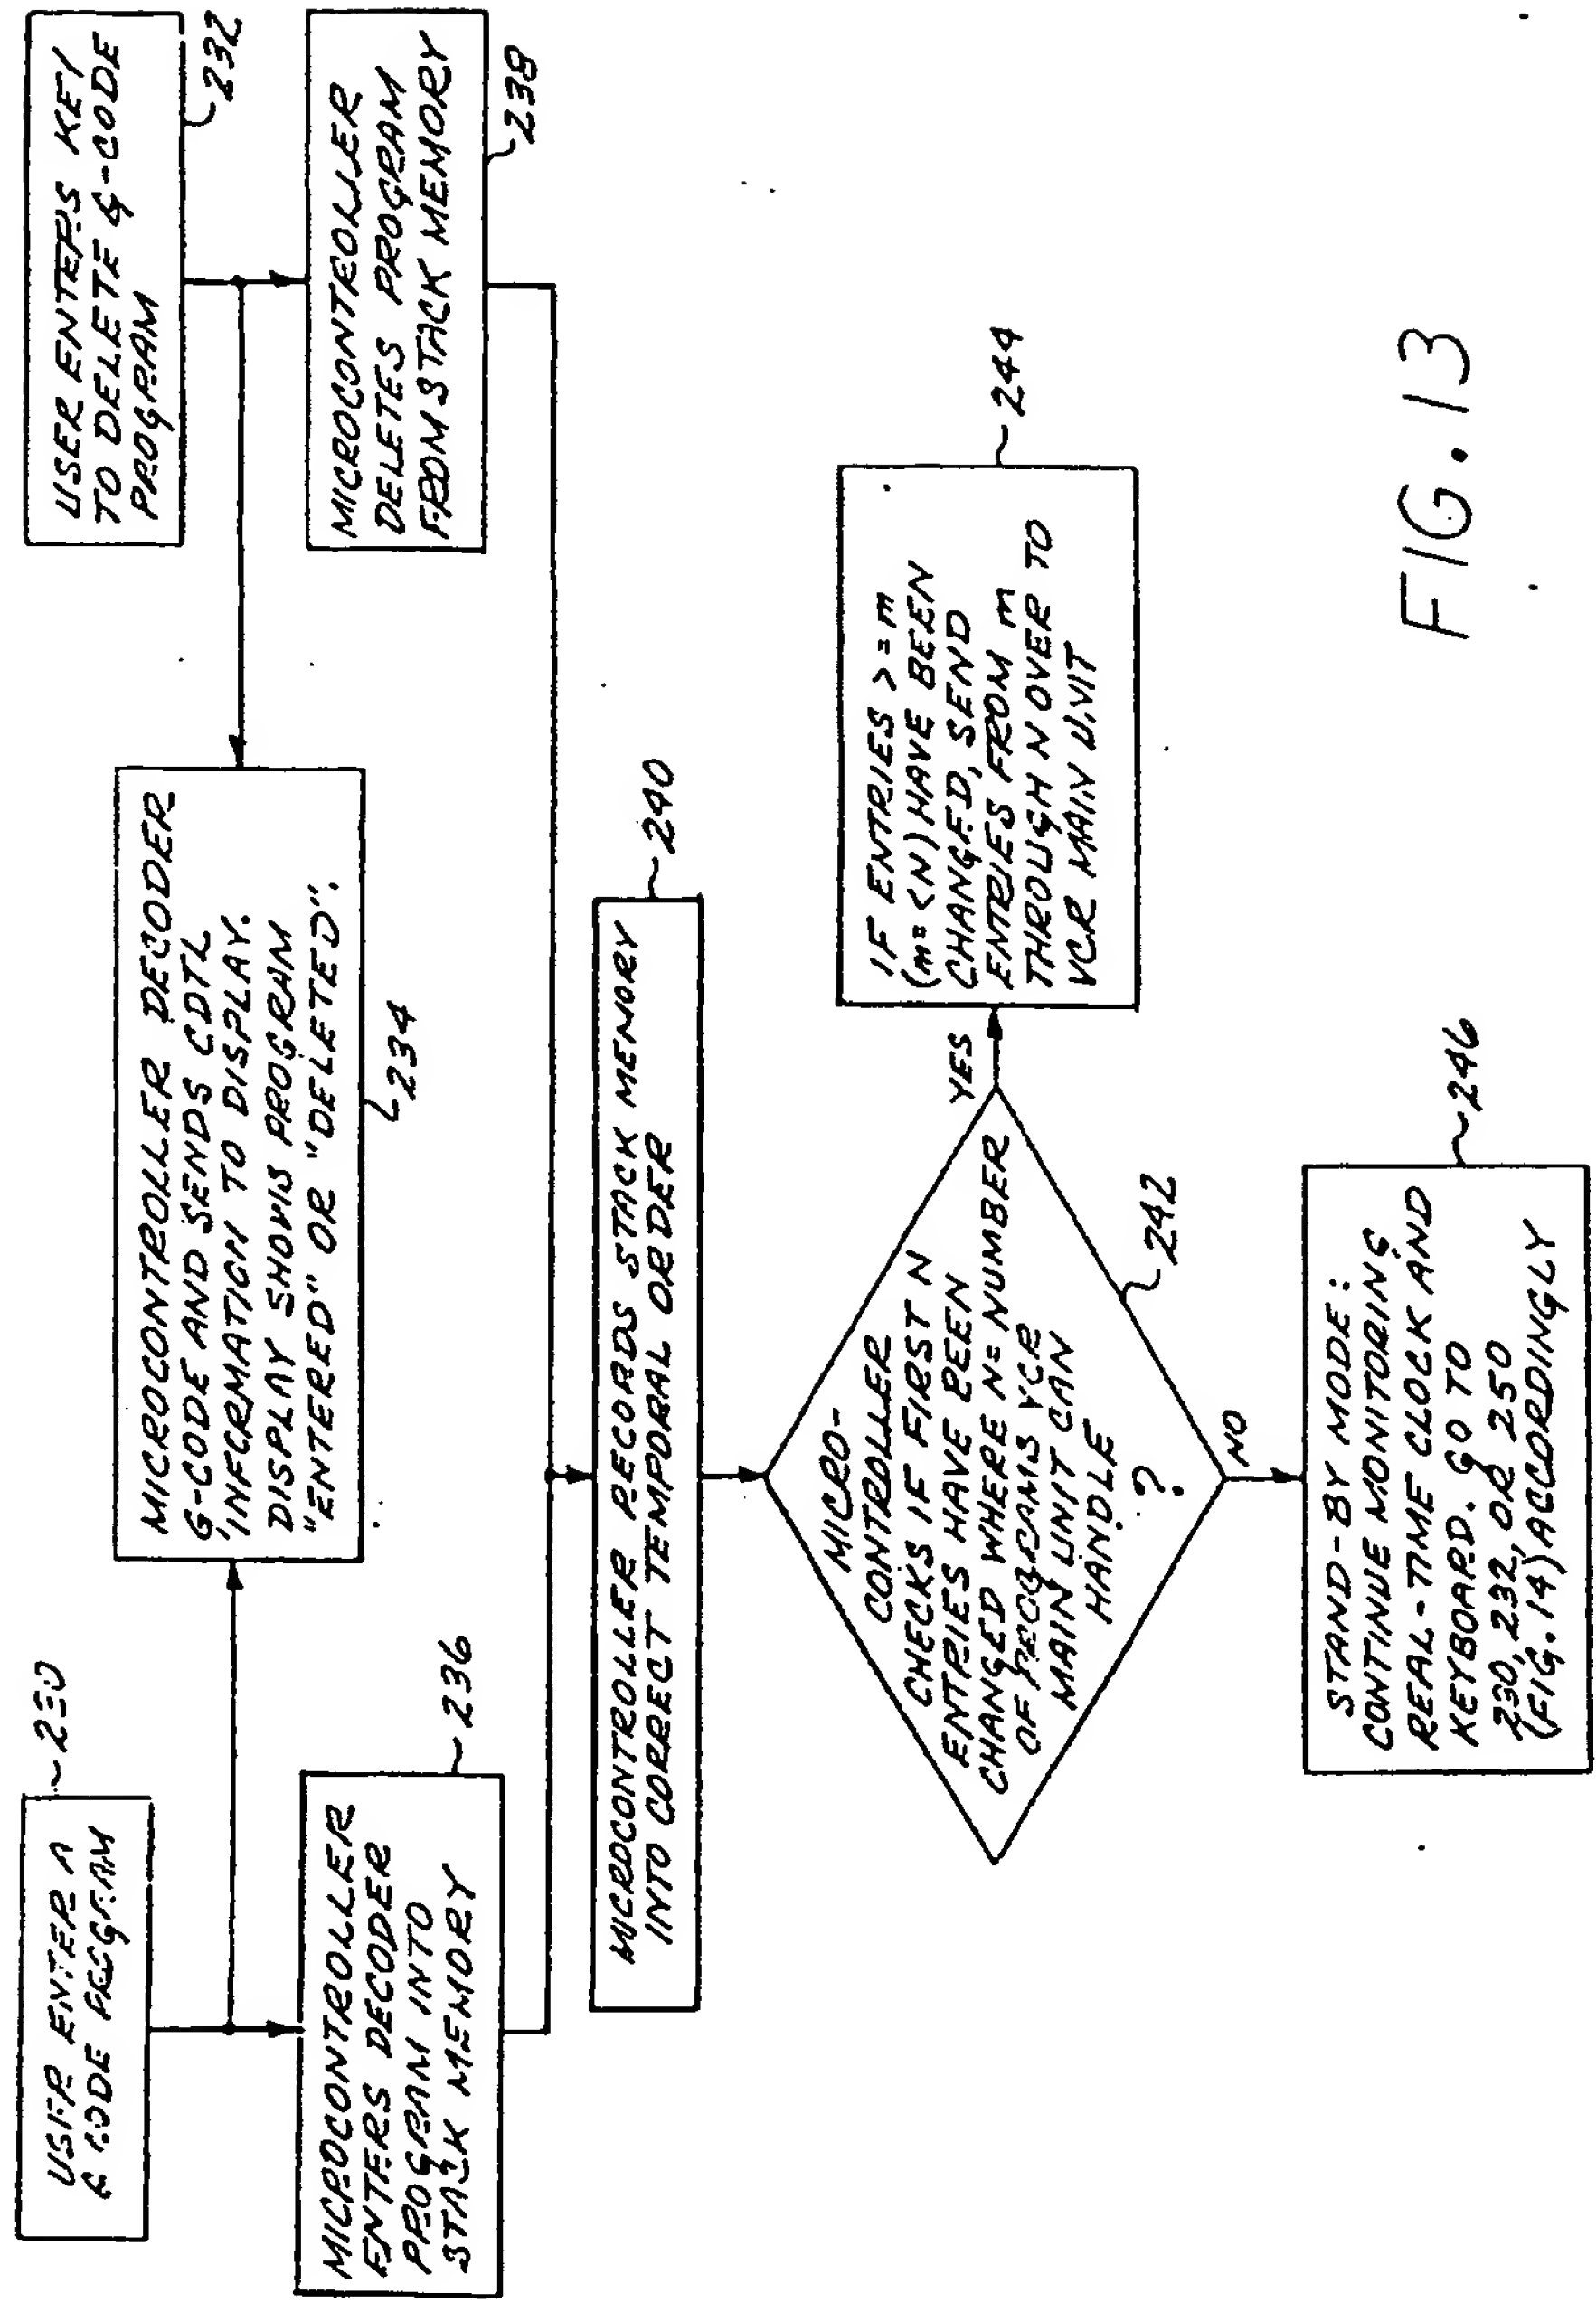 USER ENTER A
G CODE PROGRAM
230
MICROCONTROLLER
ENTERS DECODER
PROGRAM INTO
STACK MEMORY
236
MICROCONTROLLER DECODER
G-CODE AND SENDS CDTL
INFORMATION TO DISPLAY.
DISPLAY SHOWS PROGRAM
"ENTERED" OR "DELETED".
234
USER ENTERS KEY
TO DELETE G-CODE
PROGRAM
232
MICROCONTROLLER
DELETES PROGRAM
FROM STACK MEMORY
238
MICROCONTROLLER RECORDS STACK MEMORY
INTO CORRECT TEMPORAL ORDER
240
MICRO-
CONTROLLER
CHECKS IF FIRST N
ENTRIES HAVE BEEN
CHANGED WHERE N= NUMBER
OF PROGRAMS VCR
MAIN UNIT CAN
HANDLE
?
242
YES
IF ENTRIES >=m
(m=<N) HAVE BEEN
CHANGED, SEND
ENTRIES FROM m
THROUGH N OVER TO
VCR MAIN UNIT
244
NO
STAND-BY MODE:
CONTINUE MONITORING
REAL-TIME CLOCK AND
KEYBOARD. GO TO
230, 232, OR 250
(FIG. 14) ACCORDINGLY
246
FIG. 13